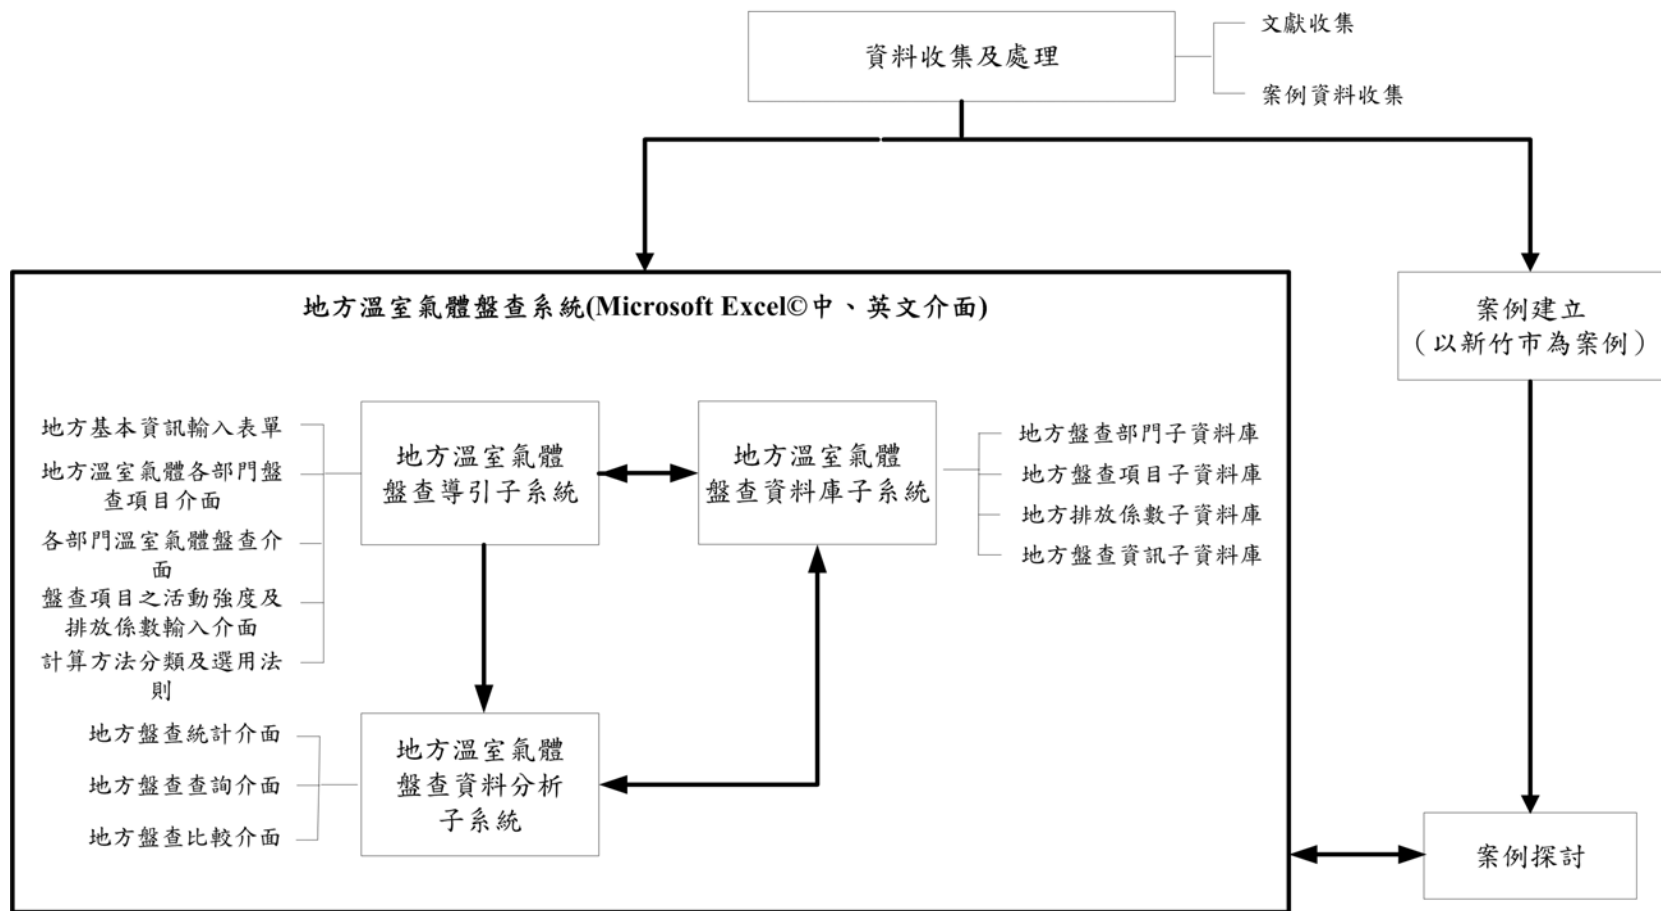 資料收集及處理
文獻收集
案例資料收集
地方溫室氣體盤查系統(Microsoft Excel©中、英文介面)
案例建立
（以新竹市為案例）
地方基本資訊輸入表單
地方溫室氣體各部門盤
查項目介面
各部門溫室氣體盤查介
面
盤查項目之活動強度及
排放係數輸入介面
計算方法分類及選用法
則
地方溫室氣體
盤查導引子系統
地方溫室氣體
盤查資料庫子系統
地方盤查部門子資料庫
地方盤查項目子資料庫
地方排放係數子資料庫
地方盤查資訊子資料庫
地方盤查統計介面
地方盤查查詢介面
地方盤查比較介面
地方溫室氣體
盤查資料分析
子系統
案例探討